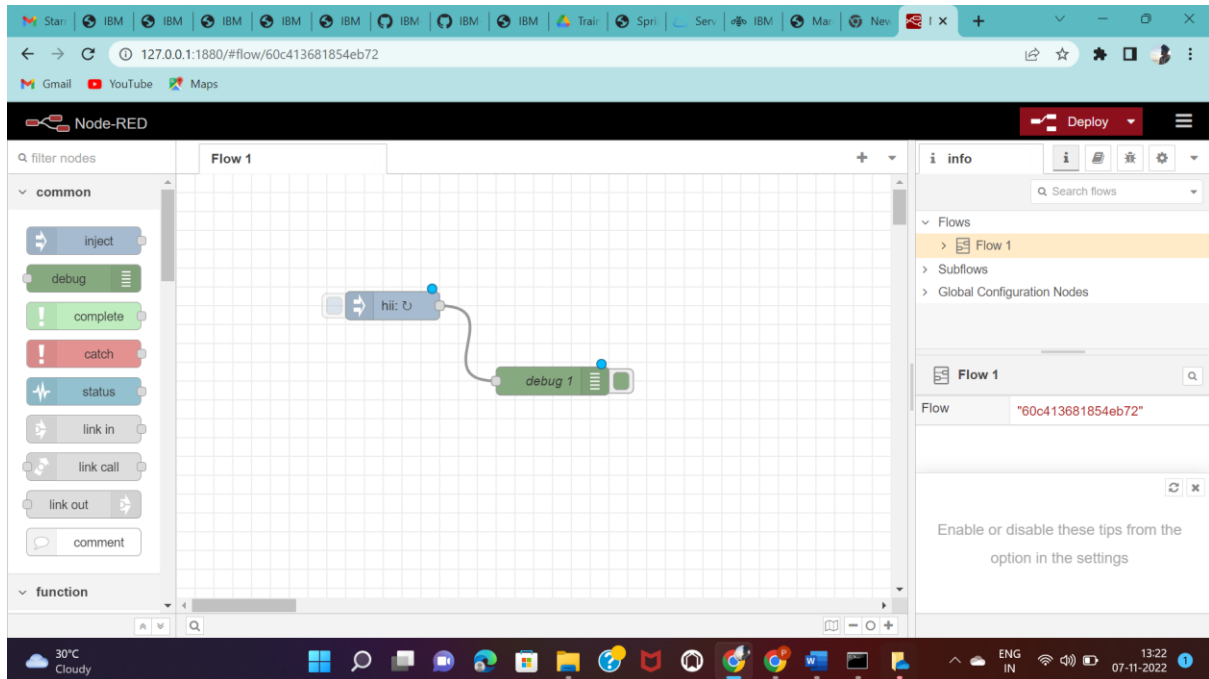 Star IBM IBM IBM IBM IBM IBM IBM IBM Trair Spri Serv IBM Mar Nev
127.0.0.1:1880/#flow/60c413681854eb72
Gmail YouTube Maps
Node-RED Deploy
filter nodes Flow 1 i info
common Search flows
Flows
inject Flow 1
debug Subflows
Global Configuration Nodes
hii: ↻
complete
catch
debug 1 Flow 1
status
Flow "60c413681854eb72"
link in
link call
link out
Enable or disable these tips from the
comment
option in the settings
function
30°C ENG 13:22
Cloudy IN 07-11-2022 1